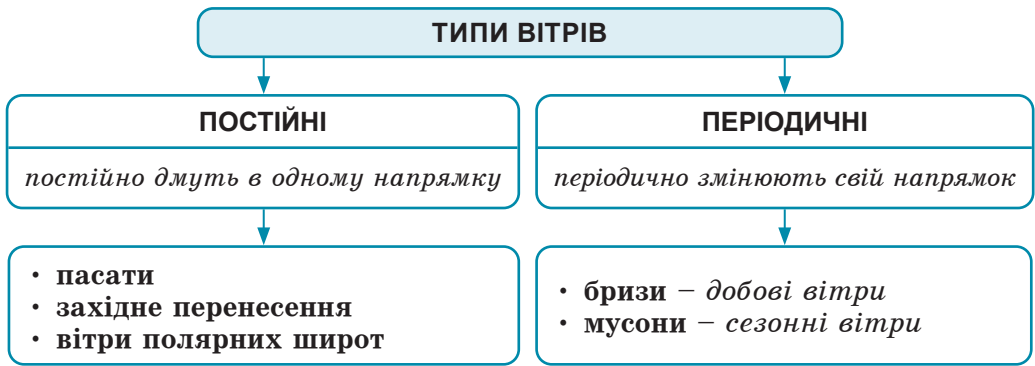 ТИПИ ВІТРІВ
ПОСТІЙНІ
постійно дмуть в одному напрямку
• пасати
• західне перенесення
• вітри полярних широт
ПЕРІОДИЧНІ
періодично змінюють свій напрямок
• бризи – добові вітри
• мусони – сезонні вітри